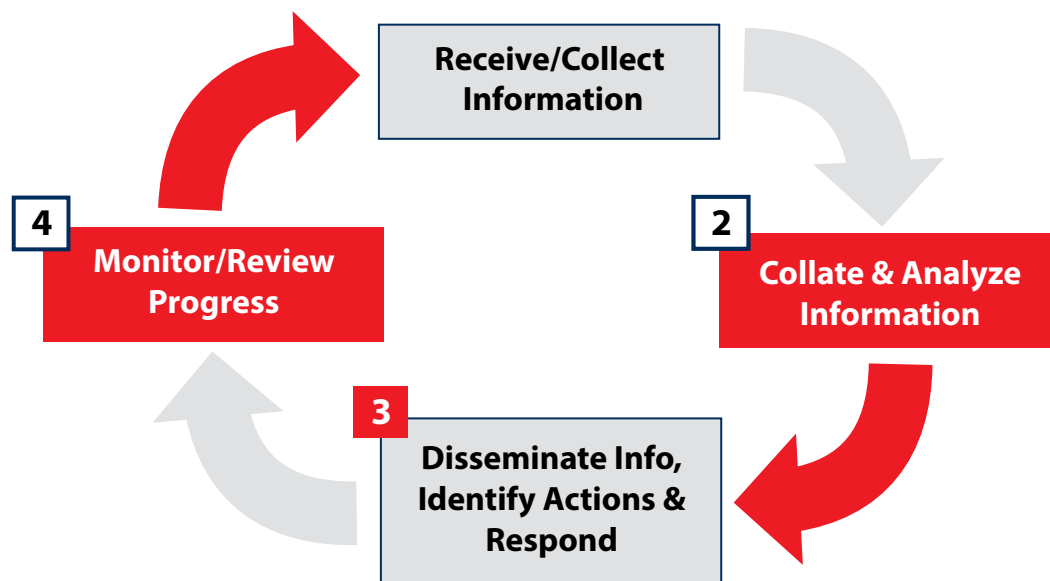 Receive/Collect
Information
2
Collate & Analyze
Information
3
Disseminate Info,
Identify Actions &
Respond
4
Monitor/Review
Progress